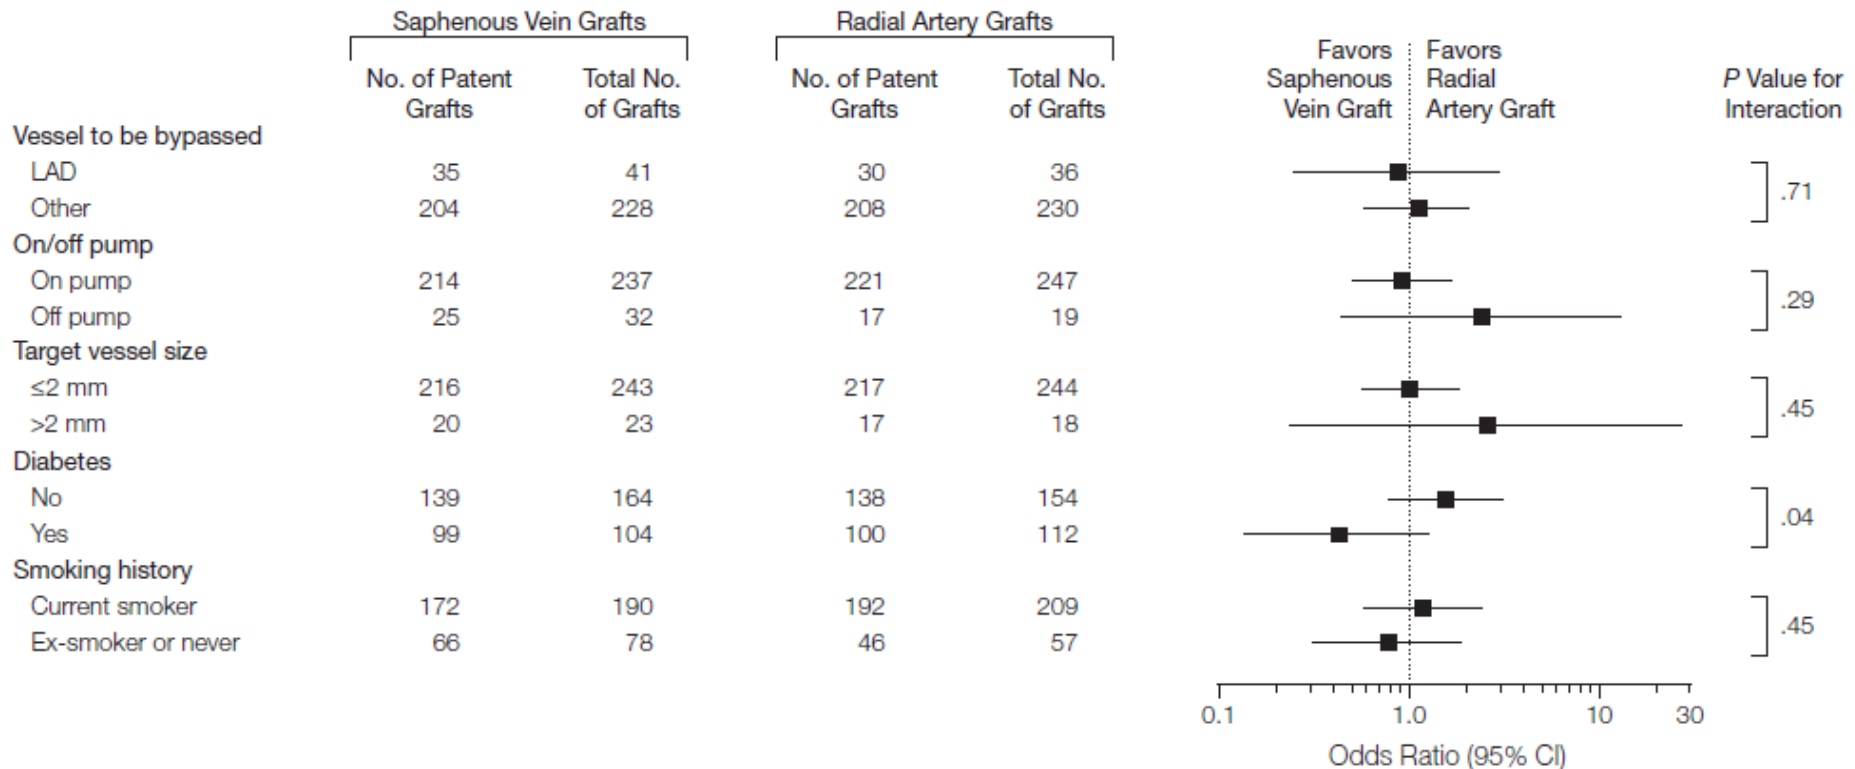 Saphenous Vein Grafts Radial Artery Grafts
No. of Patent Grafts Total No. of Grafts No. of Patent Grafts Total No. of Grafts Favors Saphenous Vein Graft Favors Radial Artery Graft P Value for Interaction
Vessel to be bypassed
LAD 35 41 30 36
Other 204 228 208 230
.71
On/off pump
On pump 214 237 221 247
Off pump 25 32 17 19
.29
Target vessel size
≤2 mm 216 243 217 244
>2 mm 20 23 17 18
.45
Diabetes
No 139 164 138 154
Yes 99 104 100 112
.04
Smoking history
Current smoker 172 190 192 209
Ex-smoker or never 66 78 46 57
.45
0.1 1.0 10 30
Odds Ratio (95% CI)